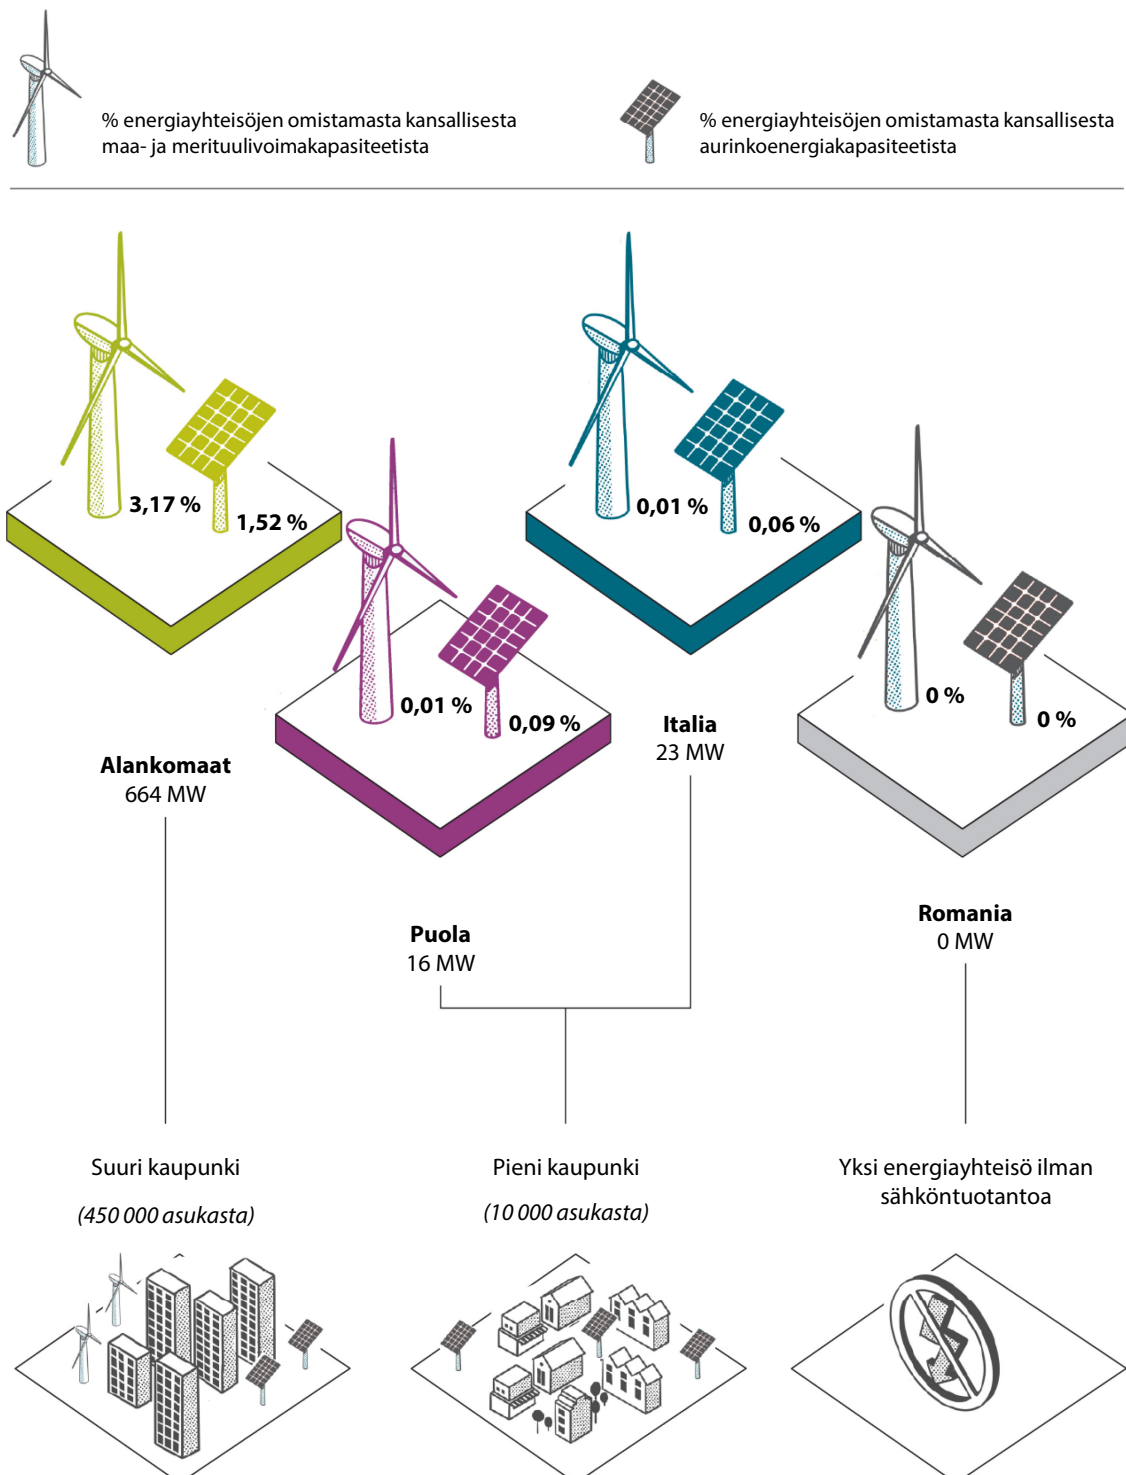 % energiayhteisöjen omistamasta kansallisesta
maa- ja merituulivoimakapasiteetista
% energiayhteisöjen omistamasta kansallisesta
aurinkoenergiakapasiteetista
3,17 %
1,52 %
0,01 %
0,06 %
0,01 %
0,09 %
0 %
0 %
Alankomaat
664 MW
Italia
23 MW
Puola
16 MW
Romania
0 MW
Suuri kaupunki
(450 000 asukasta)
Pieni kaupunki
(10 000 asukasta)
Yksi energiayhteisö ilman
sähköntuotantoa